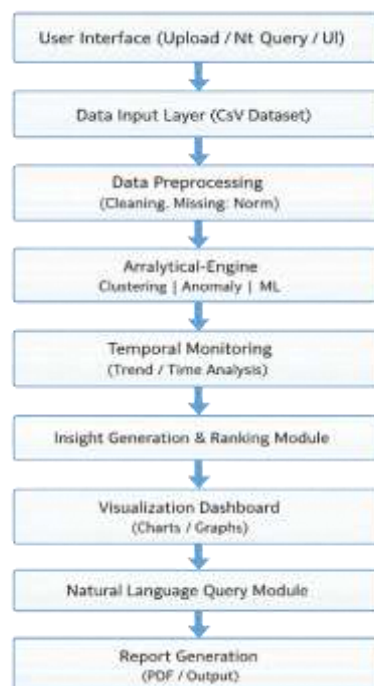 User Interface (Upload / Nt Query / Ul)
Data Input Layer (CsV Dataset)
Data Preprocessing
(Cleaning. Missing: Norm)
Arralytical-Engine
Clustering | Anomaly | ML
Temporal Monitoring
(Trend / Time Analysis)
Insight Generation & Ranking Module
Visualization Dashboard
(Charts / Graphs)
Natural Language Query Module
Report Generation
(PDF / Output)